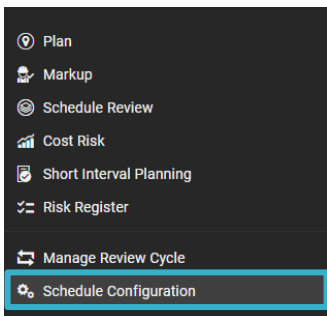 Plan
Markup
Schedule Review
Cost Risk
Short Interval Planning
Risk Register
Manage Review Cycle
Schedule Configuration